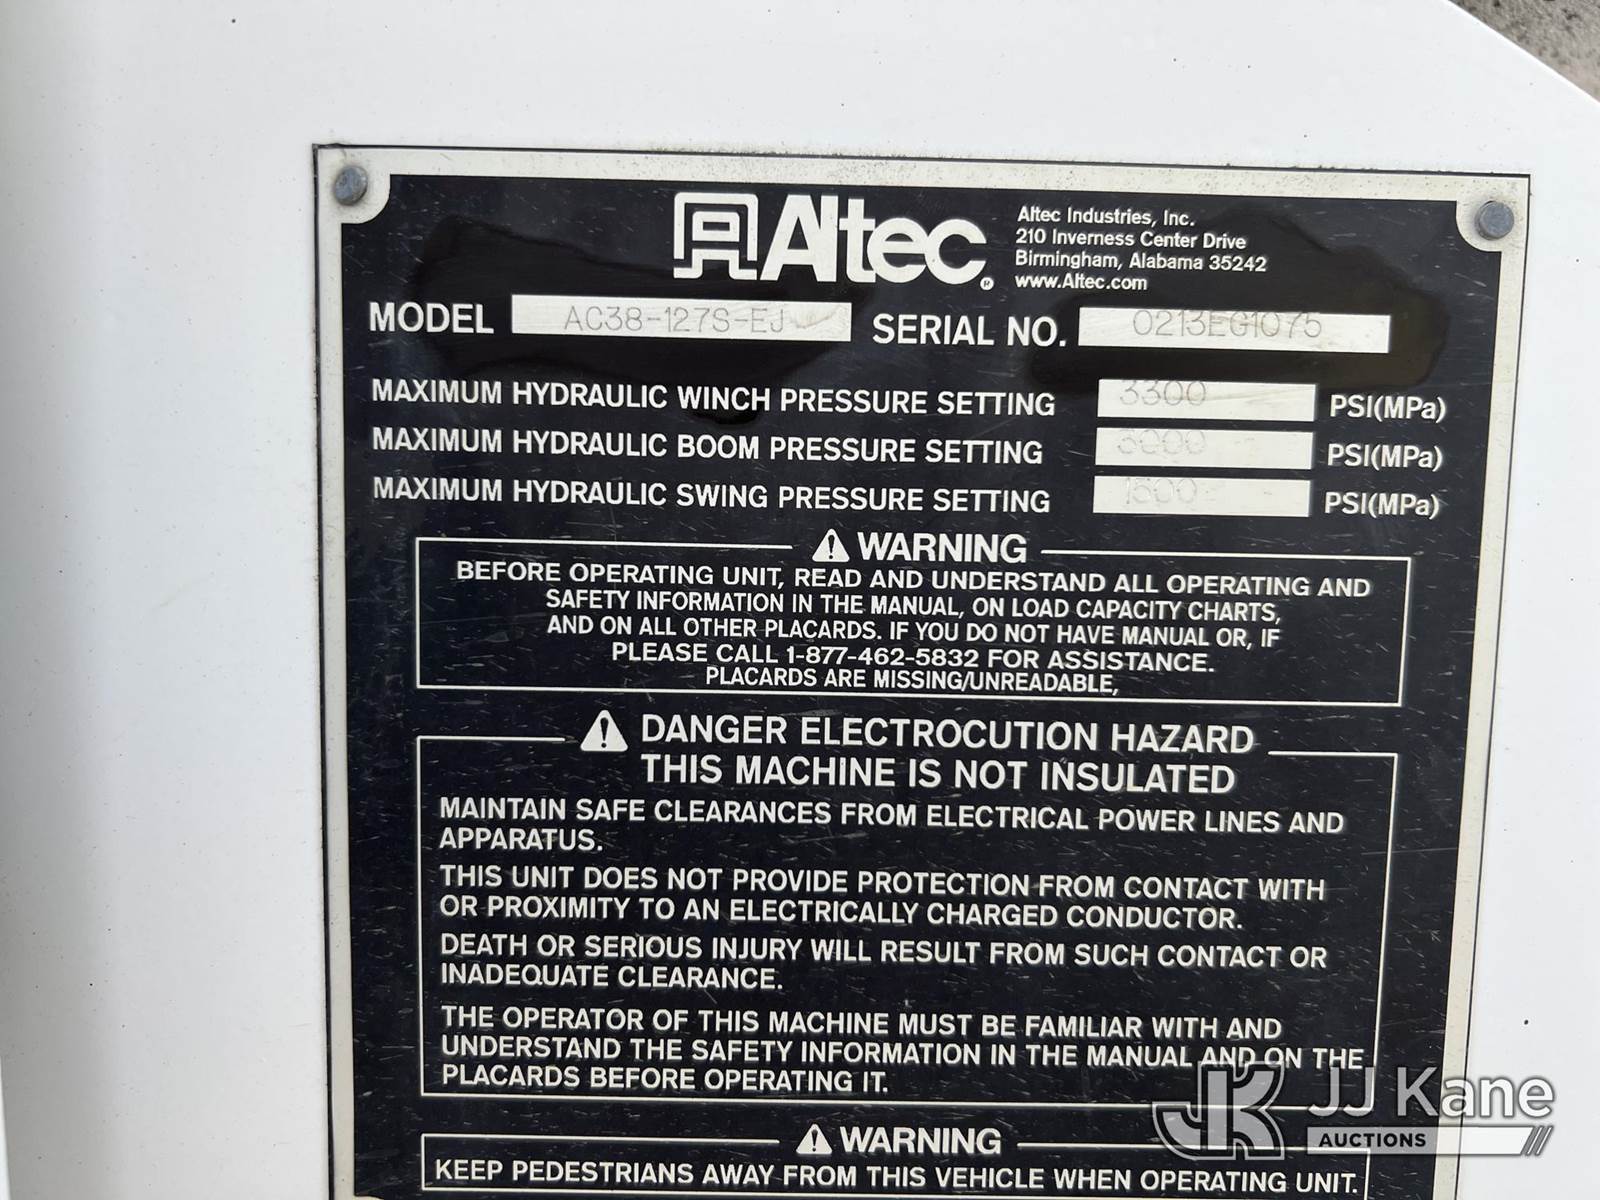 Altec
Altec Industries, Inc.
210 Inverness Center Drive
Birmingham, Alabama 35242
www.Altec.com
MODEL AC38-127S-EJ SERIAL NO. 0213EG1075
MAXIMUM HYDRAULIC WINCH PRESSURE SETTING 3300 PSI(MPa)
MAXIMUM HYDRAULIC BOOM PRESSURE SETTING 3000 PSI(MPa)
MAXIMUM HYDRAULIC SWING PRESSURE SETTING 1500 PSI(MPa)
WARNING
BEFORE OPERATING UNIT, READ AND UNDERSTAND ALL OPERATING AND
SAFETY INFORMATION IN THE MANUAL, ON LOAD CAPACITY CHARTS,
AND ON ALL OTHER PLACARDS. IF YOU DO NOT HAVE MANUAL OR, IF
PLEASE CALL 1-877-462-5832 FOR ASSISTANCE.
PLACARDS ARE MISSING/UNREADABLE,
DANGER ELECTROCUTION HAZARD
THIS MACHINE IS NOT INSULATED
MAINTAIN SAFE CLEARANCES FROM ELECTRICAL POWER LINES AND
APPARATUS.
THIS UNIT DOES NOT PROVIDE PROTECTION FROM CONTACT WITH
OR PROXIMITY TO AN ELECTRICALLY CHARGED CONDUCTOR.
DEATH OR SERIOUS INJURY WILL RESULT FROM SUCH CONTACT OR
INADEQUATE CLEARANCE.
THE OPERATOR OF THIS MACHINE MUST BE FAMILIAR WITH AND
UNDERSTAND THE SAFETY INFORMATION IN THE MANUAL AND ON THE
PLACARDS BEFORE OPERATING IT.
WARNING
KEEP PEDESTRIANS AWAY FROM THIS VEHICLE WHEN OPERATING UNIT.
JK JJ Kane
AUCTIONS